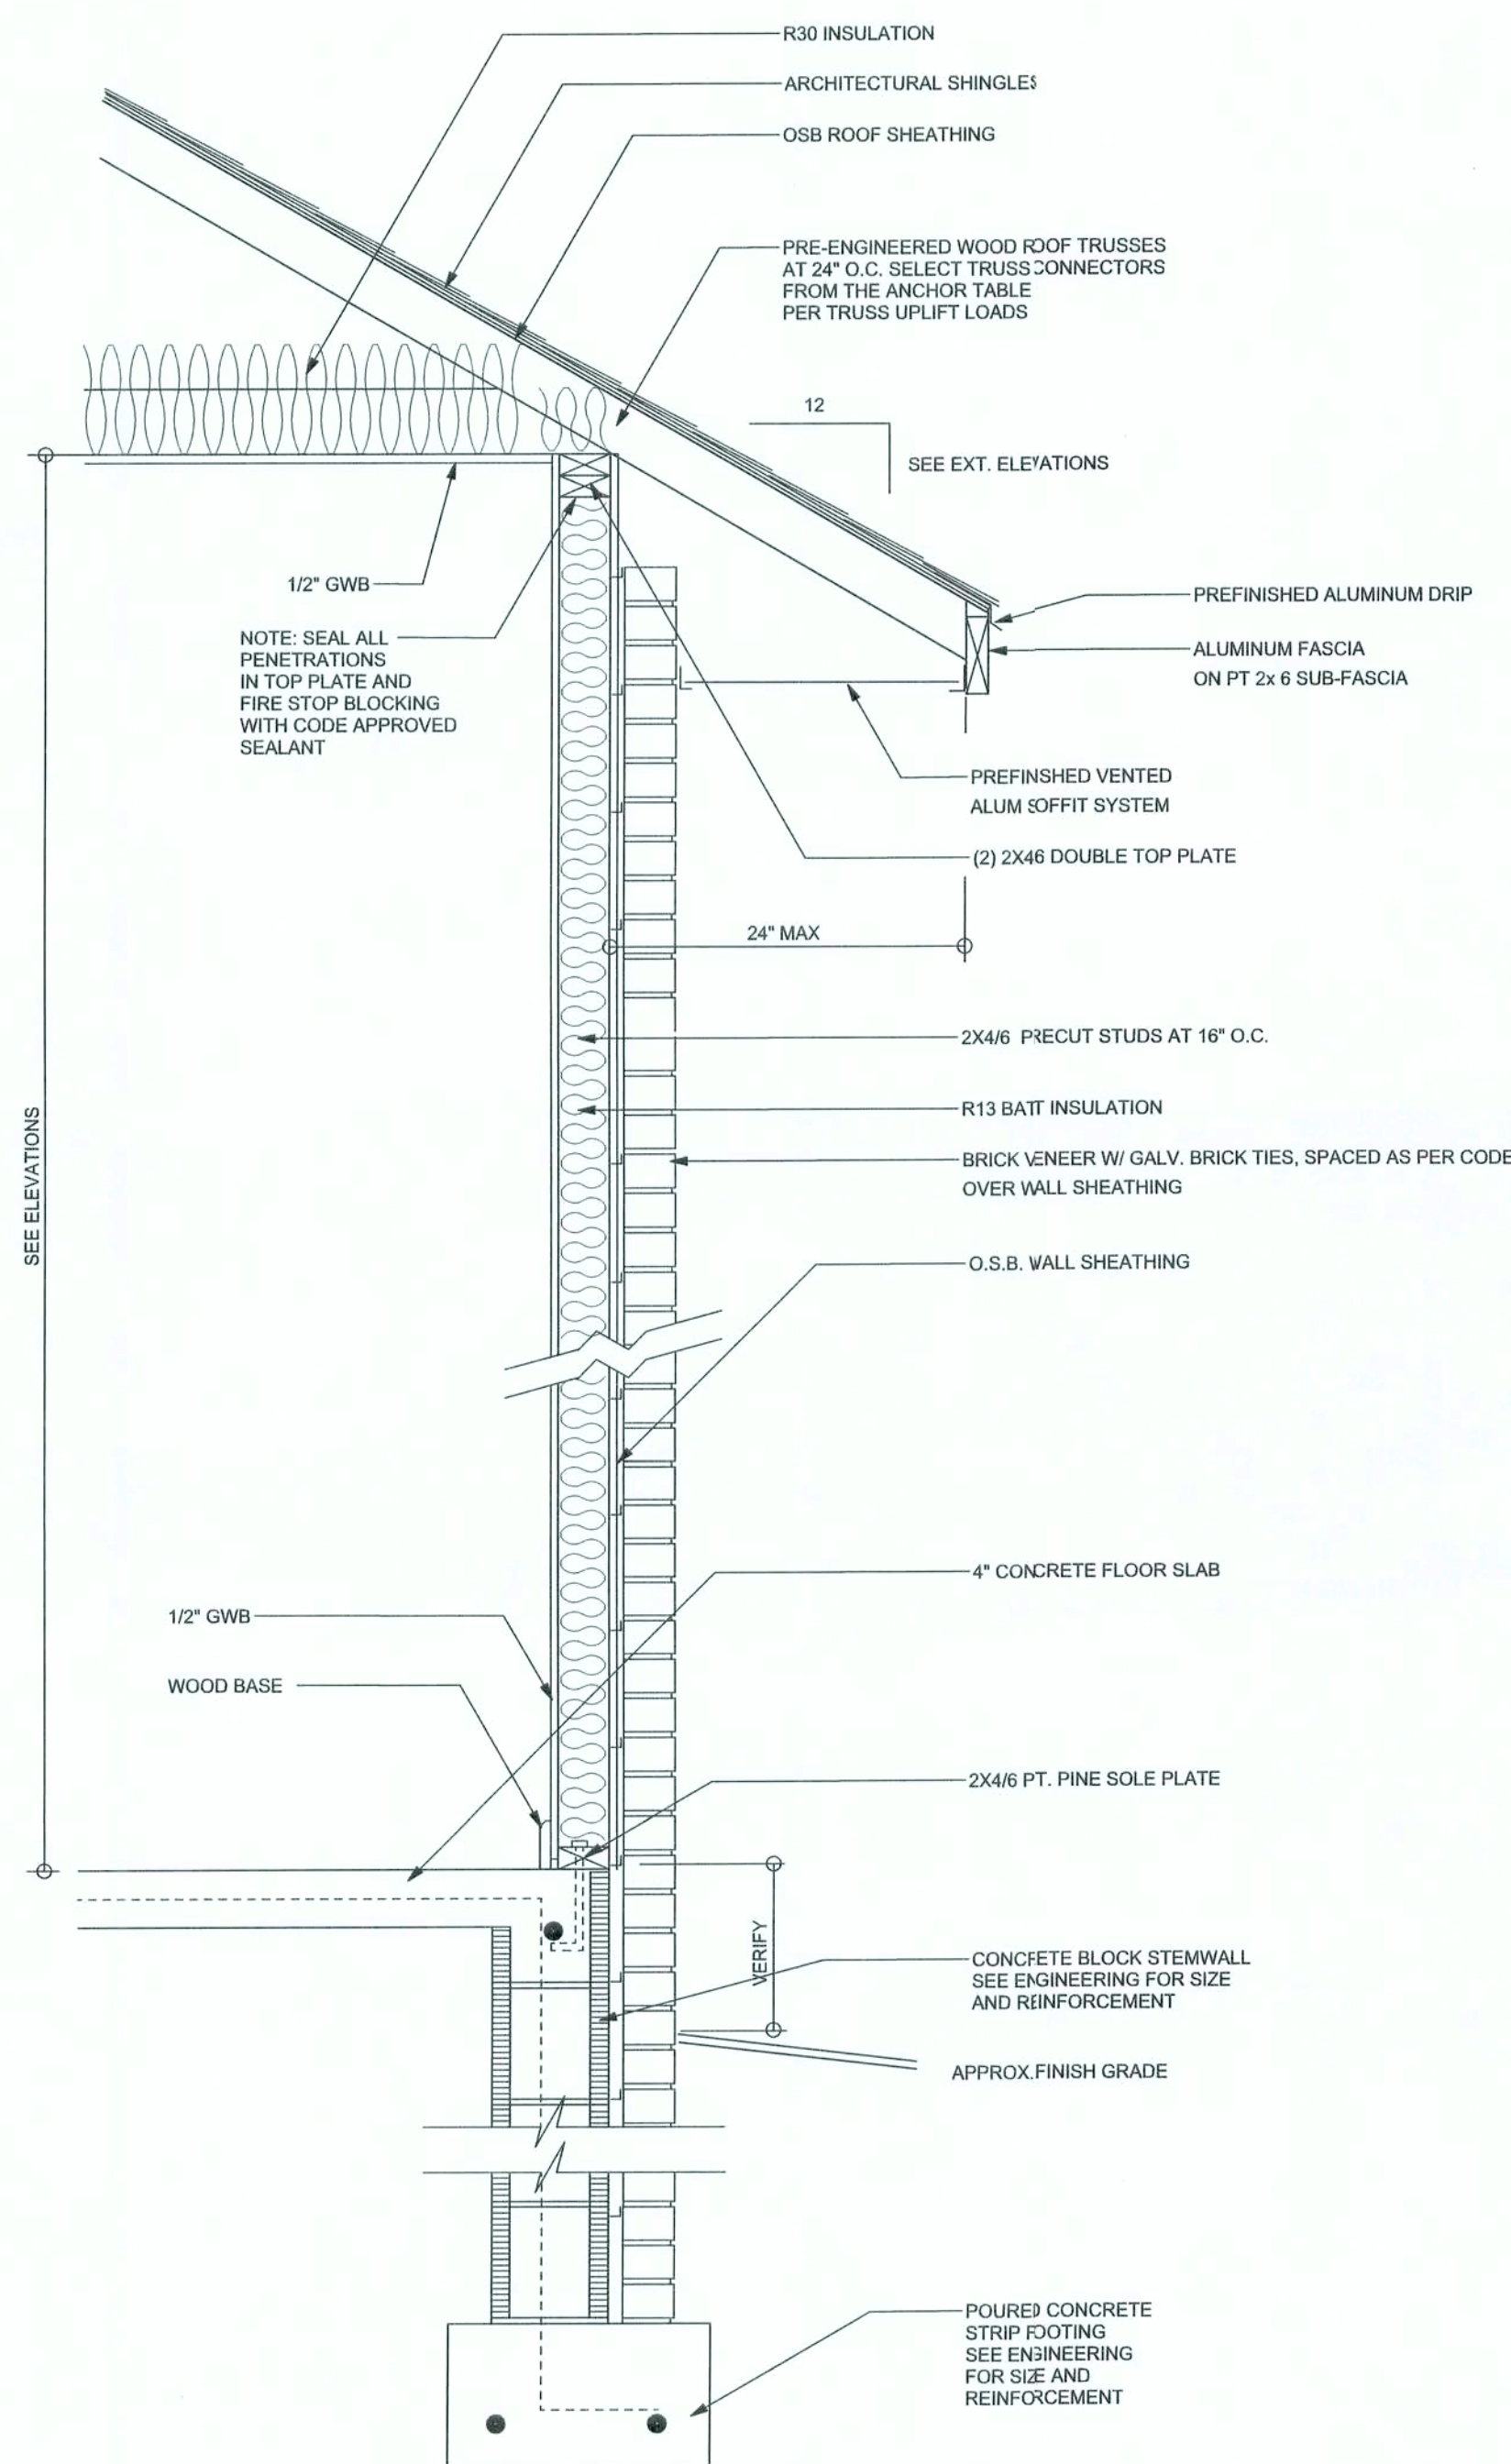 R30 INSULATION
ARCHITECTURAL SHINGLES
OSB ROOF SHEATHING
PRE-ENGINEERED WOOD ROOF TRUSSES
AT 24" O.C. SELECT TRUSS CONNECTORS
FROM THE ANCHOR TABLE
PER TRUSS UPLIFT LOADS
12
SEE EXT. ELEVATIONS
1/2" GWB
NOTE: SEAL ALL
PENETRATIONS
IN TOP PLATE AND
FIRE STOP BLOCKING
WITH CODE APPROVED
SEALANT
PREFINISHED ALUMINUM DRIP
ALUMINUM FASCIA
ON PT 2x 6 SUB-FASCIA
PREFINSHED VENTED
ALUM SOFFIT SYSTEM
(2) 2X46 DOUBLE TOP PLATE
24" MAX
2X4/6 PRECUT STUDS AT 16" O.C.
R13 BATT INSULATION
BRICK VENEER W/ GALV. BRICK TIES, SPACED AS PER CODE
OVER WALL SHEATHING
SEE ELEVATIONS
O.S.B. WALL SHEATHING
4" CONCRETE FLOOR SLAB
1/2" GWB
WOOD BASE
2X4/6 PT. PINE SOLE PLATE
VERIFY
CONCRETE BLOCK STEMWALL
SEE ENGINEERING FOR SIZE
AND REINFORCEMENT
APPROX.FINISH GRADE
POURED CONCRETE
STRIP FOOTING
SEE ENGINEERING
FOR SIZE AND
REINFORCEMENT